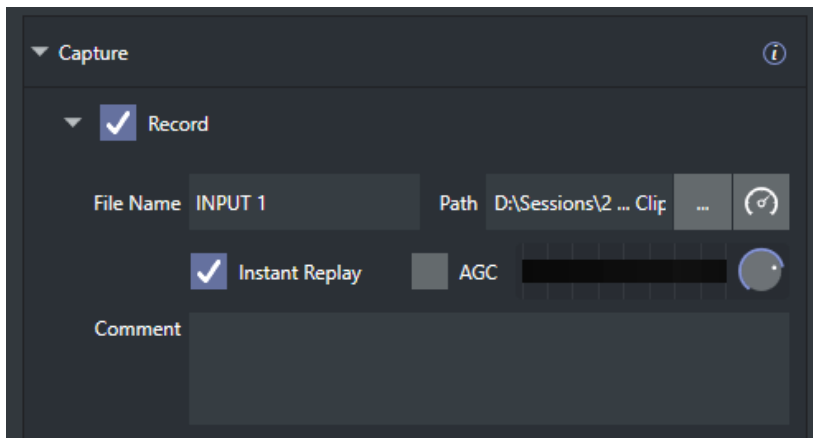 Capture
Record
File Name INPUT 1 Path D:\Sessions\2 ... Clip ...
Instant Replay AGC
Comment